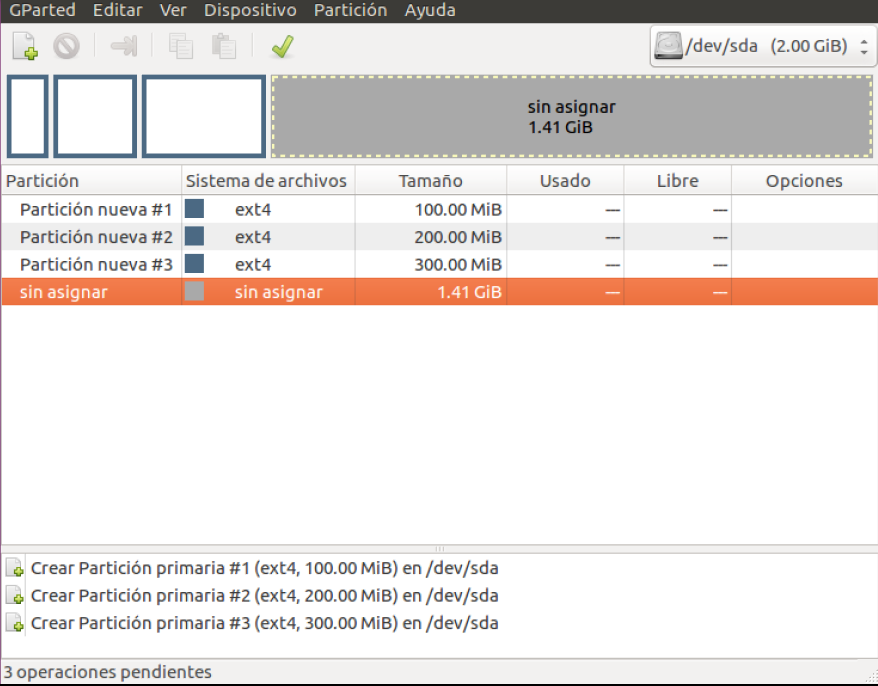 GParted Editar Ver Dispositivo Partición Ayuda
/dev/sda (2.00 GiB)
sin asignar
1.41 GiB
Partición Sistema de archivos Tamaño Usado Libre Opciones
Partición nueva #1 ext4 100.00 MiB --- ---
Partición nueva #2 ext4 200.00 MiB --- ---
Partición nueva #3 ext4 300.00 MiB --- ---
sin asignar sin asignar 1.41 GiB --- ---
Crear Partición primaria #1 (ext4, 100.00 MiB) en /dev/sda
Crear Partición primaria #2 (ext4, 200.00 MiB) en /dev/sda
Crear Partición primaria #3 (ext4, 300.00 MiB) en /dev/sda
3 operaciones pendientes